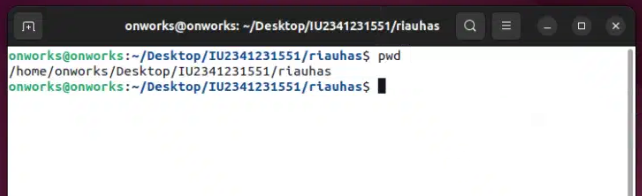 onworks@onworks: ~/Desktop/IU2341231551/riauhas
onworks@onworks:~/Desktop/IU2341231551/riauhas$ pwd
/home/onworks/Desktop/IU2341231551/riauhas
onworks@onworks:~/Desktop/IU2341231551/riauhas$